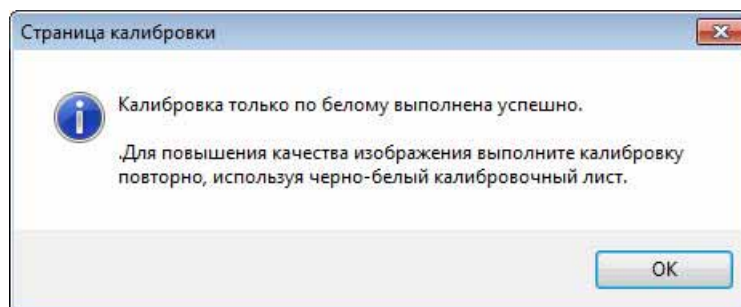 Страница калибровки
Калибровка только по белому выполнена успешно.
.Для повышения качества изображения выполните калибровку
повторно, используя черно-белый калибровочный лист.
OK